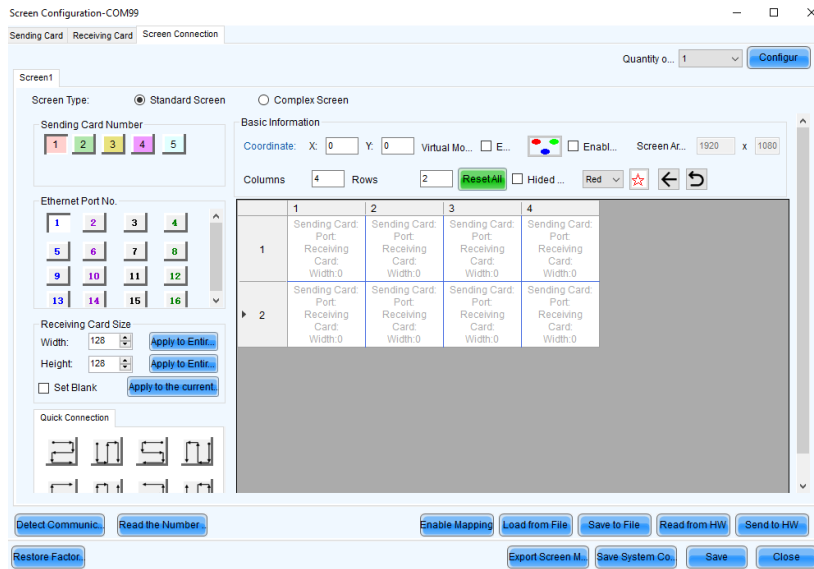 Screen Configuration-COM99
Sending Card Receiving Card Screen Connection
Quantity o... 1 Configur
Screen1
Screen Type: Standard Screen Complex Screen
Sending Card Number
1 2 3 4 5
Basic Information
Coordinate: X: 0 Y: 0 Virtual Mo... E... Enabl... Screen Ar... 1920 x 1080
Columns 4 Rows 2 Reset All Hided ... Red
Ethernet Port No.
1 2 3 4
5 6 7 8
9 10 11 12
13 14 15 16
1 2 3 4
1
Sending Card: Sending Card: Sending Card: Sending Card:
Port: Port: Port: Port:
Receiving Receiving Receiving Receiving
Card: Card: Card: Card:
Width:0 Width:0 Width:0 Width:0
2
Sending Card: Sending Card: Sending Card: Sending Card:
Port: Port: Port: Port:
Receiving Receiving Receiving Receiving
Card: Card: Card: Card:
Width:0 Width:0 Width:0 Width:0
Receiving Card Size
Width: 128 Apply to Entir...
Height: 128 Apply to Entir...
Set Blank Apply to the current...
Quick Connection
Detect Communic... Read the Number ... Enable Mapping Load from File Save to File Read from HW Send to HW
Restore Factor... Export Screen M... Save System Co... Save Close